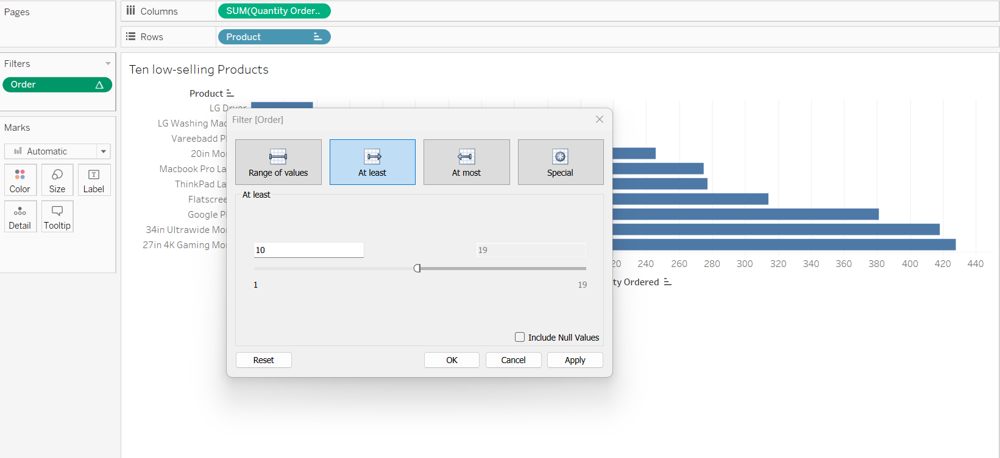 Pages
Columns
SUM(Quantity Order..
Rows
Product
Filters
Order
Ten low-selling Products
Product
LG Dryer
LG Washing Mac
Vareebadd P
20in Mo
Macbook Pro La
ThinkPad La
Flatscree
Google P
34in Ultrawide Mo
27in 4K Gaming Mo
20 240 260 280 300 320 340 360 380 400 420 440
ty Ordered
Marks
Automatic
Color
Size
Label
Detail
Tooltip
Filter [Order]
Range of values
At least
At most
Special
At least
10
19
1
19
Include Null Values
Reset
OK
Cancel
Apply